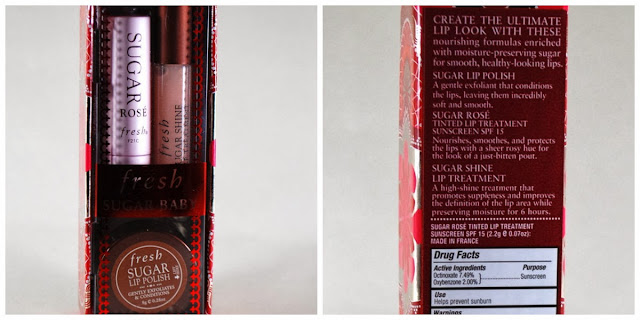 SUGAR
ROSÉ
fresh
SUGAR SHINE
fresh
fresh
SUGAR BABY
fresh
SUGAR
LIP POLISH
GENTLY EXFOLIATES
& CONDITIONS
CREATE THE ULTIMATE
LIP LOOK WITH THESE
nourishing formulas enriched
with moisture-preserving sugar
for smooth, healthy-looking lips.
SUGAR LIP POLISH
A gentle exfoliant that conditions
the lips, leaving them incredibly
soft and smooth.
SUGAR ROSÉ
TINTED LIP TREATMENT
SUNSCREEN SPF 15
Nourishes, smoothes, and protects
the lips with a sheer rosy hue for
the look of a just-bitten pout.
SUGAR SHINE
LIP TREATMENT
A high-shine treatment that
promotes suppleness and improves
the definition of the lip area while
preserving moisture for 6 hours.
SUGAR ROSÉ TINTED LIP TREATMENT
SUNSCREEN SPF 15 (2.2g e 0.07oz):
MADE IN FRANCE
Drug Facts
Active Ingredients Purpose
Octinoxate 7.49%
Oxybenzone 2.00% Sunscreen
Use
Helps prevent sunburn
Warnings